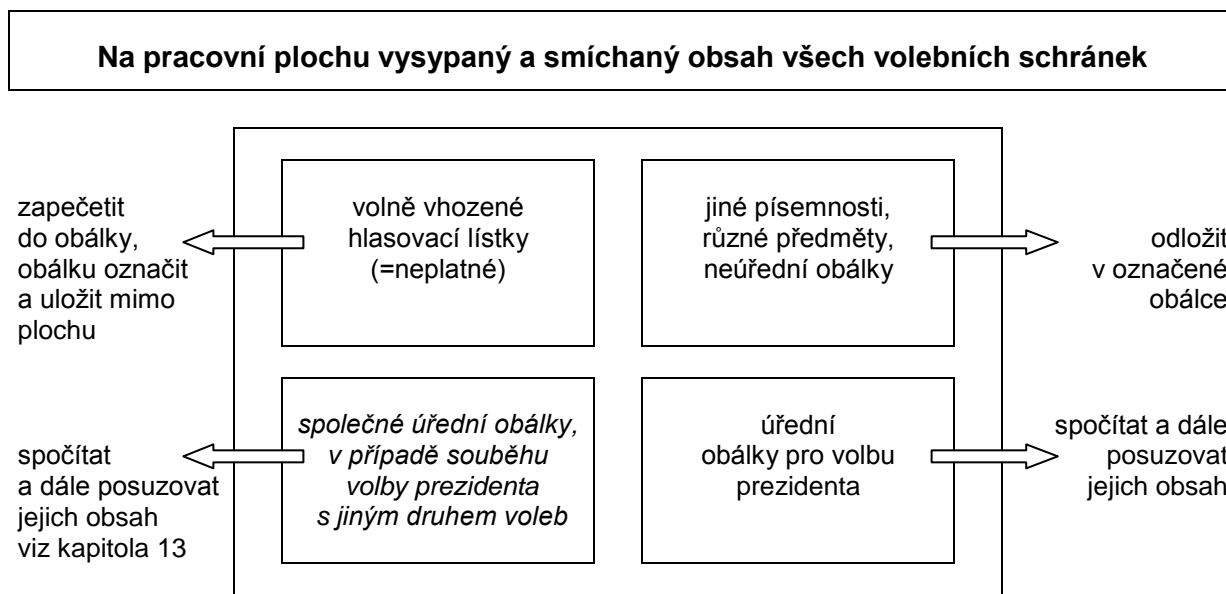 Na pracovní plochu vysypaný a smíchaný obsah všech volebních schránek
zapečetit
do obálky,
obálku označit
a uložit mimo
plochu
volně vhozené
hlasovací lístky
(=neplatné)
jiné písemnosti,
různé předměty,
neúřední obálky
odložit
v označené
obálce
spočítat
a dále posuzovat
jejich obsah
viz kapitola 13
společné úřední obálky,
v případě souběhu
volby prezidenta
s jiným druhem voleb
úřední
obálky pro volbu
prezidenta
spočítat a dále
posuzovat
jejich obsah